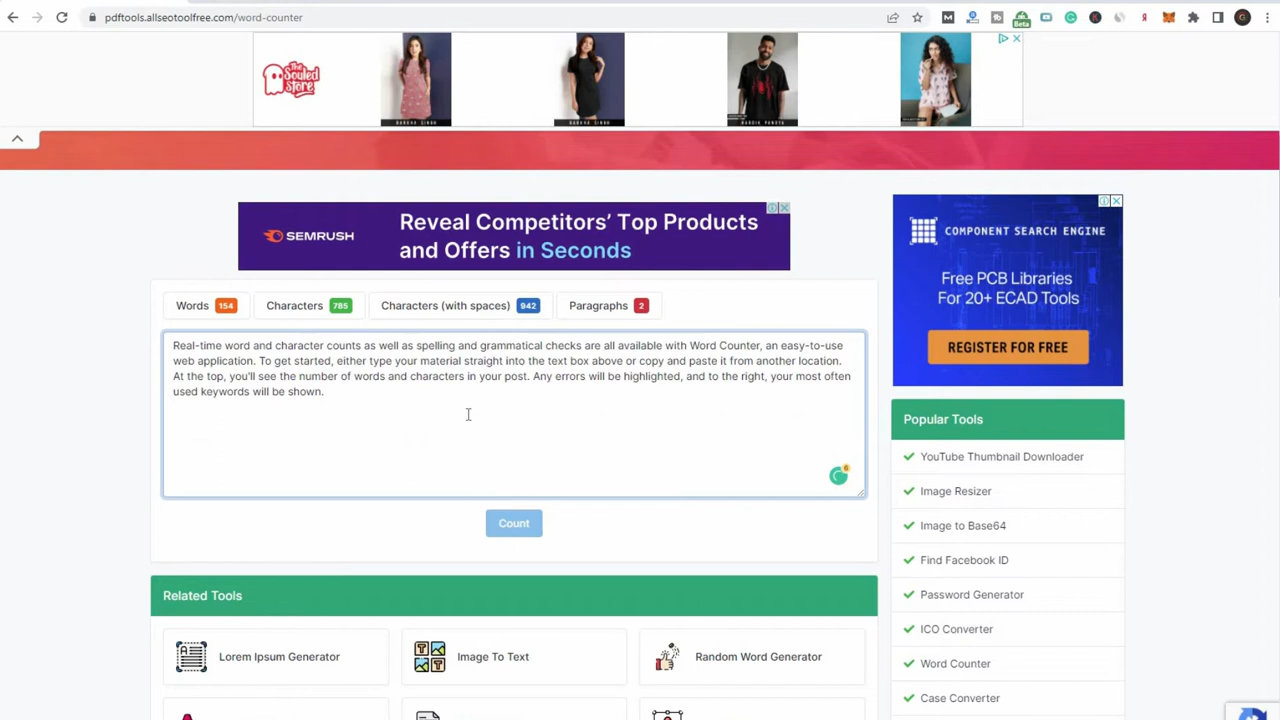 pdftools.allseotoolfree.com/word-counter
Beta
The
Souled
Store
SEMRUSH
Reveal Competitors' Top Products
and Offers in Seconds
COMPONENT SEARCH ENGINE
Free PCB Libraries
For 20+ ECAD Tools
REGISTER FOR FREE
Words 154
Characters 785
Characters (with spaces) 942
Paragraphs 2
Real-time word and character counts as well as spelling and grammatical checks are all available with Word Counter, an easy-to-use
web application. To get started, either type your material straight into the text box above or copy and paste it from another location.
At the top, you'll see the number of words and characters in your post. Any errors will be highlighted, and to the right, your most often
used keywords will be shown.
6
Count
Popular Tools
YouTube Thumbnail Downloader
Image Resizer
Image to Base64
Find Facebook ID
Password Generator
ICO Converter
Word Counter
Case Converter
Related Tools
Lorem Ipsum Generator
Image To Text
Random Word Generator